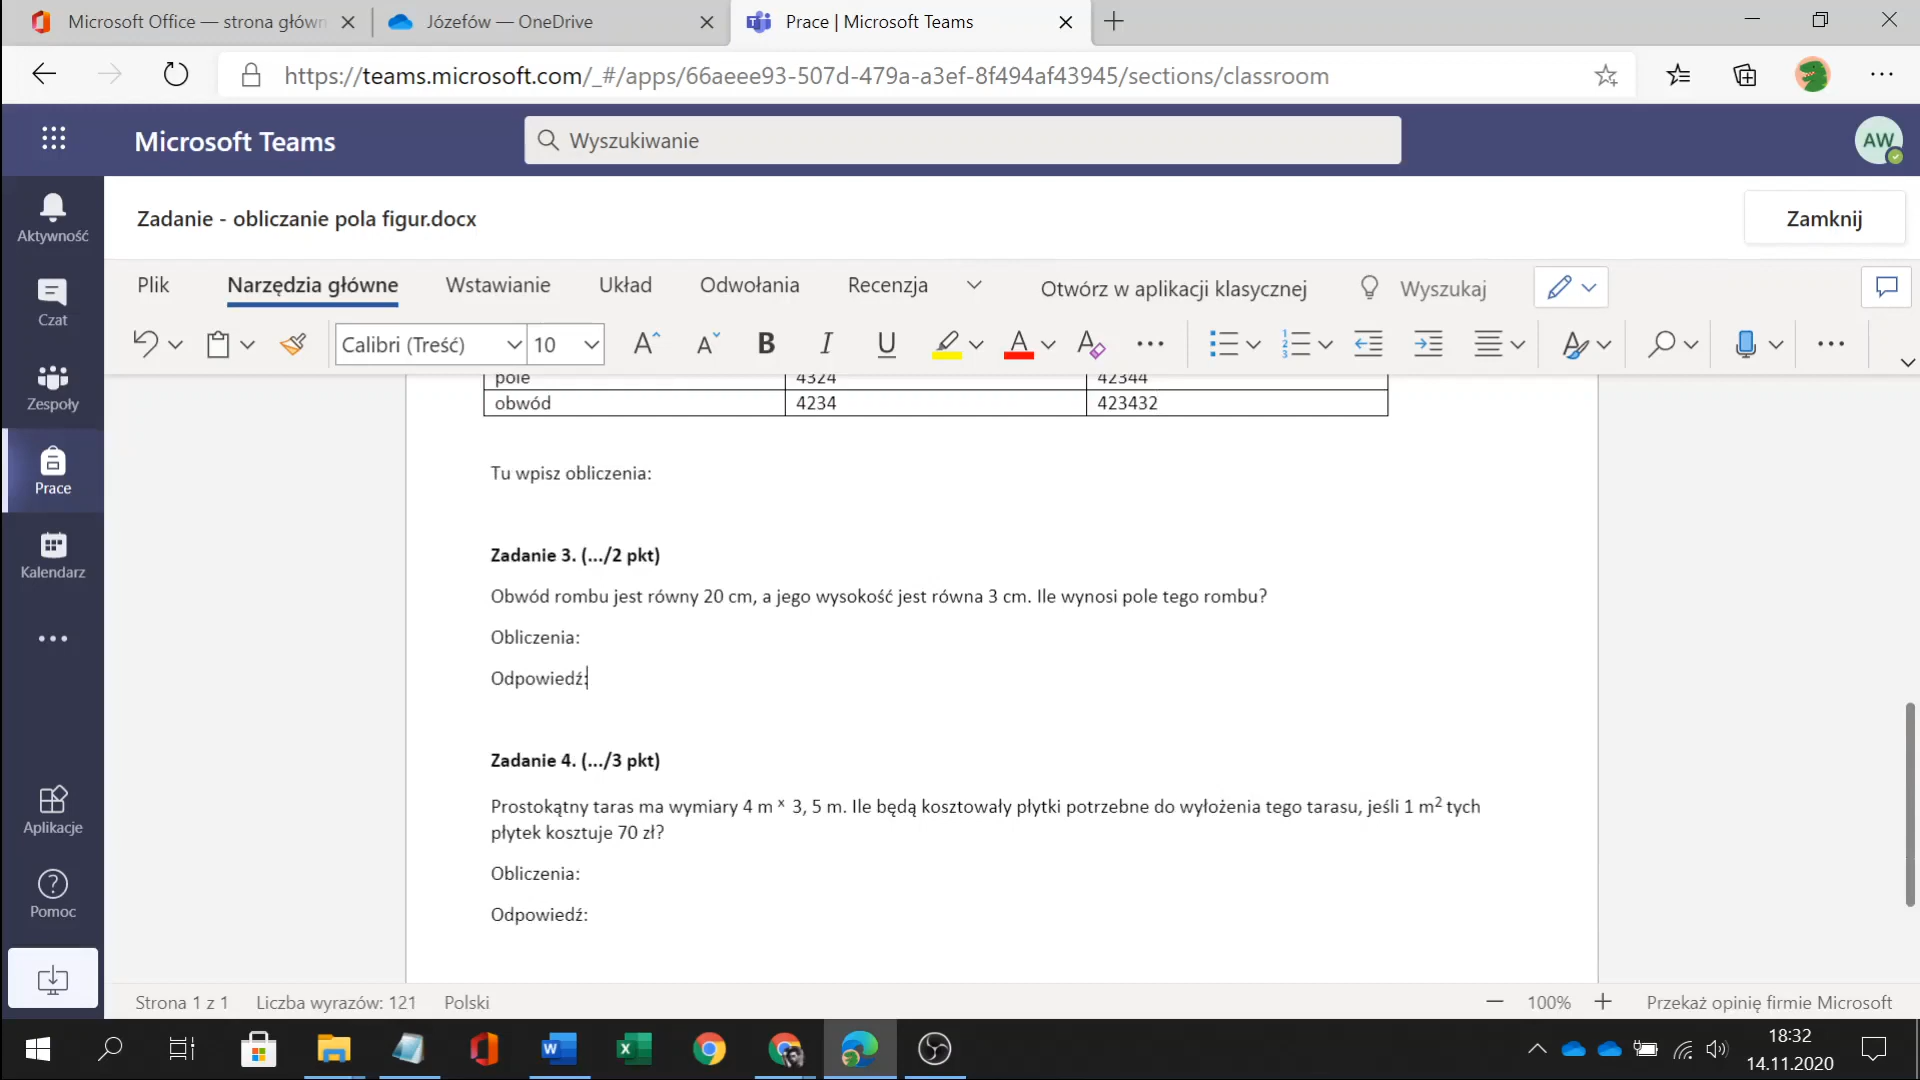 Microsoft Office — strona główn
Józefów — OneDrive
Prace | Microsoft Teams
https://teams.microsoft.com/_#/apps/66aeee93-507d-479a-a3ef-8f494af43945/sections/classroom
Microsoft Teams
Wyszukiwanie
AW
Aktywność
Czat
Zespoły
Prace
Kalendarz
Aplikacje
Pomoc
Zadanie - obliczanie pola figur.docx
Zamknij
Plik
Narzędzia główne
Wstawianie
Układ
Odwołania
Recenzja
Otwórz w aplikacji klasycznej
Wyszukaj
Calibri (Treść)
10
pole 4324 42344
obwód 4234 423432
Tu wpisz obliczenia:
Zadanie 3. (.../2 pkt)
Obwód rombu jest równy 20 cm, a jego wysokość jest równa 3 cm. Ile wynosi pole tego rombu?
Obliczenia:
Odpowiedź:
Zadanie 4. (.../3 pkt)
Prostokątny taras ma wymiary 4 m ˣ 3, 5 m. Ile będą kosztowały płytki potrzebne do wyłożenia tego tarasu, jeśli 1 m² tych
płytek kosztuje 70 zł?
Obliczenia:
Odpowiedź:
Strona 1 z 1
Liczba wyrazów: 121
Polski
100%
Przekaż opinię firmie Microsoft
18:32
14.11.2020